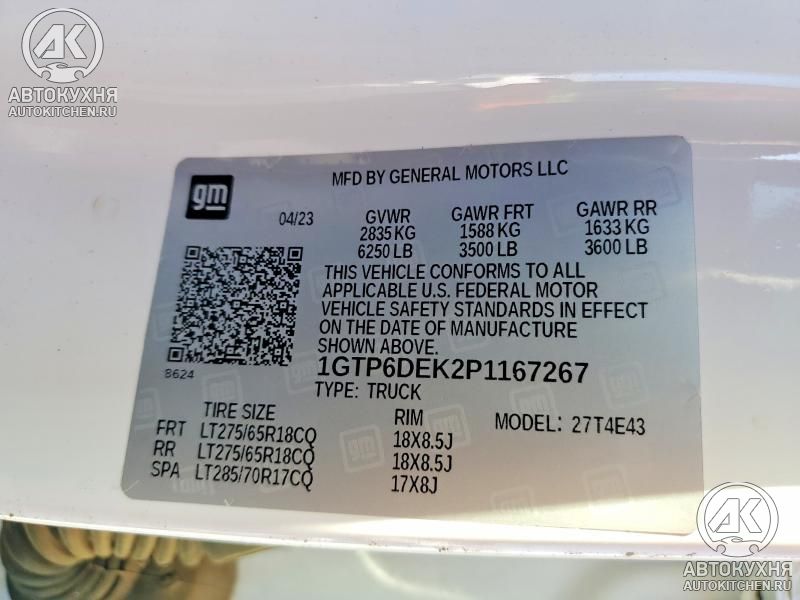 АК
АВТОКУХНЯ
AUTOKITCHEN.RU
gm
MFD BY GENERAL MOTORS LLC
04/23 GVWR GAWR FRT GAWR RR
2835 KG 1588 KG 1633 KG
6250 LB 3500 LB 3600 LB
THIS VEHICLE CONFORMS TO ALL
APPLICABLE U.S. FEDERAL MOTOR
VEHICLE SAFETY STANDARDS IN EFFECT
ON THE DATE OF MANUFACTURE
SHOWN ABOVE.
8624
1GTP6DEK2P1167267
TYPE: TRUCK
TIRE SIZE RIM MODEL: 27T4E43
FRT LT275/65R18CQ 18X8.5J
RR LT275/65R18CQ 18X8.5J
SPA LT285/70R17CQ 17X8J
АК
АВТОКУХНЯ
AUTOKITCHEN.RU